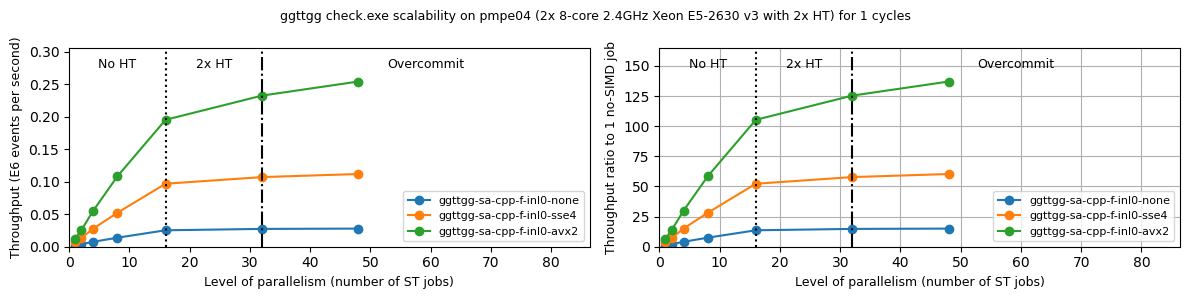 ggttgg check.exe scalability on pmpe04 (2x 8-core 2.4GHz Xeon E5-2630 v3 with 2x HT) for 1 cycles
Throughput (E6 events per second)
0.30
0.25
0.20
0.15
0.10
0.05
0.00
No HT
2x HT
Overcommit
ggttgg-sa-cpp-f-inl0-none
ggttgg-sa-cpp-f-inl0-sse4
ggttgg-sa-cpp-f-inl0-avx2
0 10 20 30 40 50 60 70 80
Level of parallelism (number of ST jobs)
Throughput ratio to 1 no-SIMD job
150
125
100
75
50
25
0
No HT
2x HT
Overcommit
ggttgg-sa-cpp-f-inl0-none
ggttgg-sa-cpp-f-inl0-sse4
ggttgg-sa-cpp-f-inl0-avx2
0 10 20 30 40 50 60 70 80
Level of parallelism (number of ST jobs)